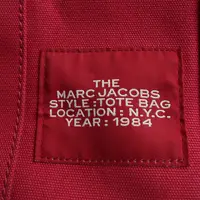 THE
MARC JACOBS
STYLE : TOTE BAG
LOCATION : N.Y.C.
YEAR : 1984